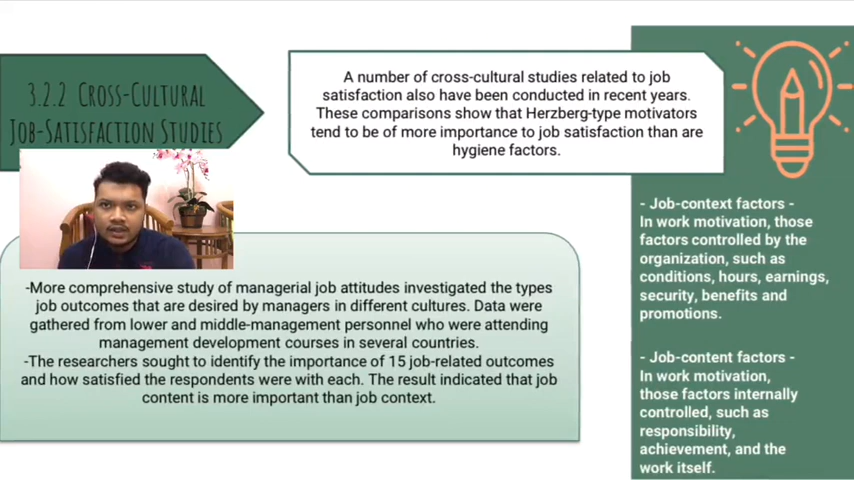 3.2.2 Cross-Cultural
Job-Satisfaction Studies
A number of cross-cultural studies related to job
satisfaction also have been conducted in recent years.
These comparisons show that Herzberg-type motivators
tend to be of more importance to job satisfaction than are
hygiene factors.
-More comprehensive study of managerial job attitudes investigated the types
job outcomes that are desired by managers in different cultures. Data were
gathered from lower and middle-management personnel who were attending
management development courses in several countries.
-The researchers sought to identify the importance of 15 job-related outcomes
and how satisfied the respondents were with each. The result indicated that job
content is more important than job context.
- Job-context factors -
In work motivation, those
factors controlled by the
organization, such as
conditions, hours, earnings,
security, benefits and
promotions.
- Job-content factors -
In work motivation,
those factors internally
controlled, such as
responsibility,
achievement, and the
work itself.